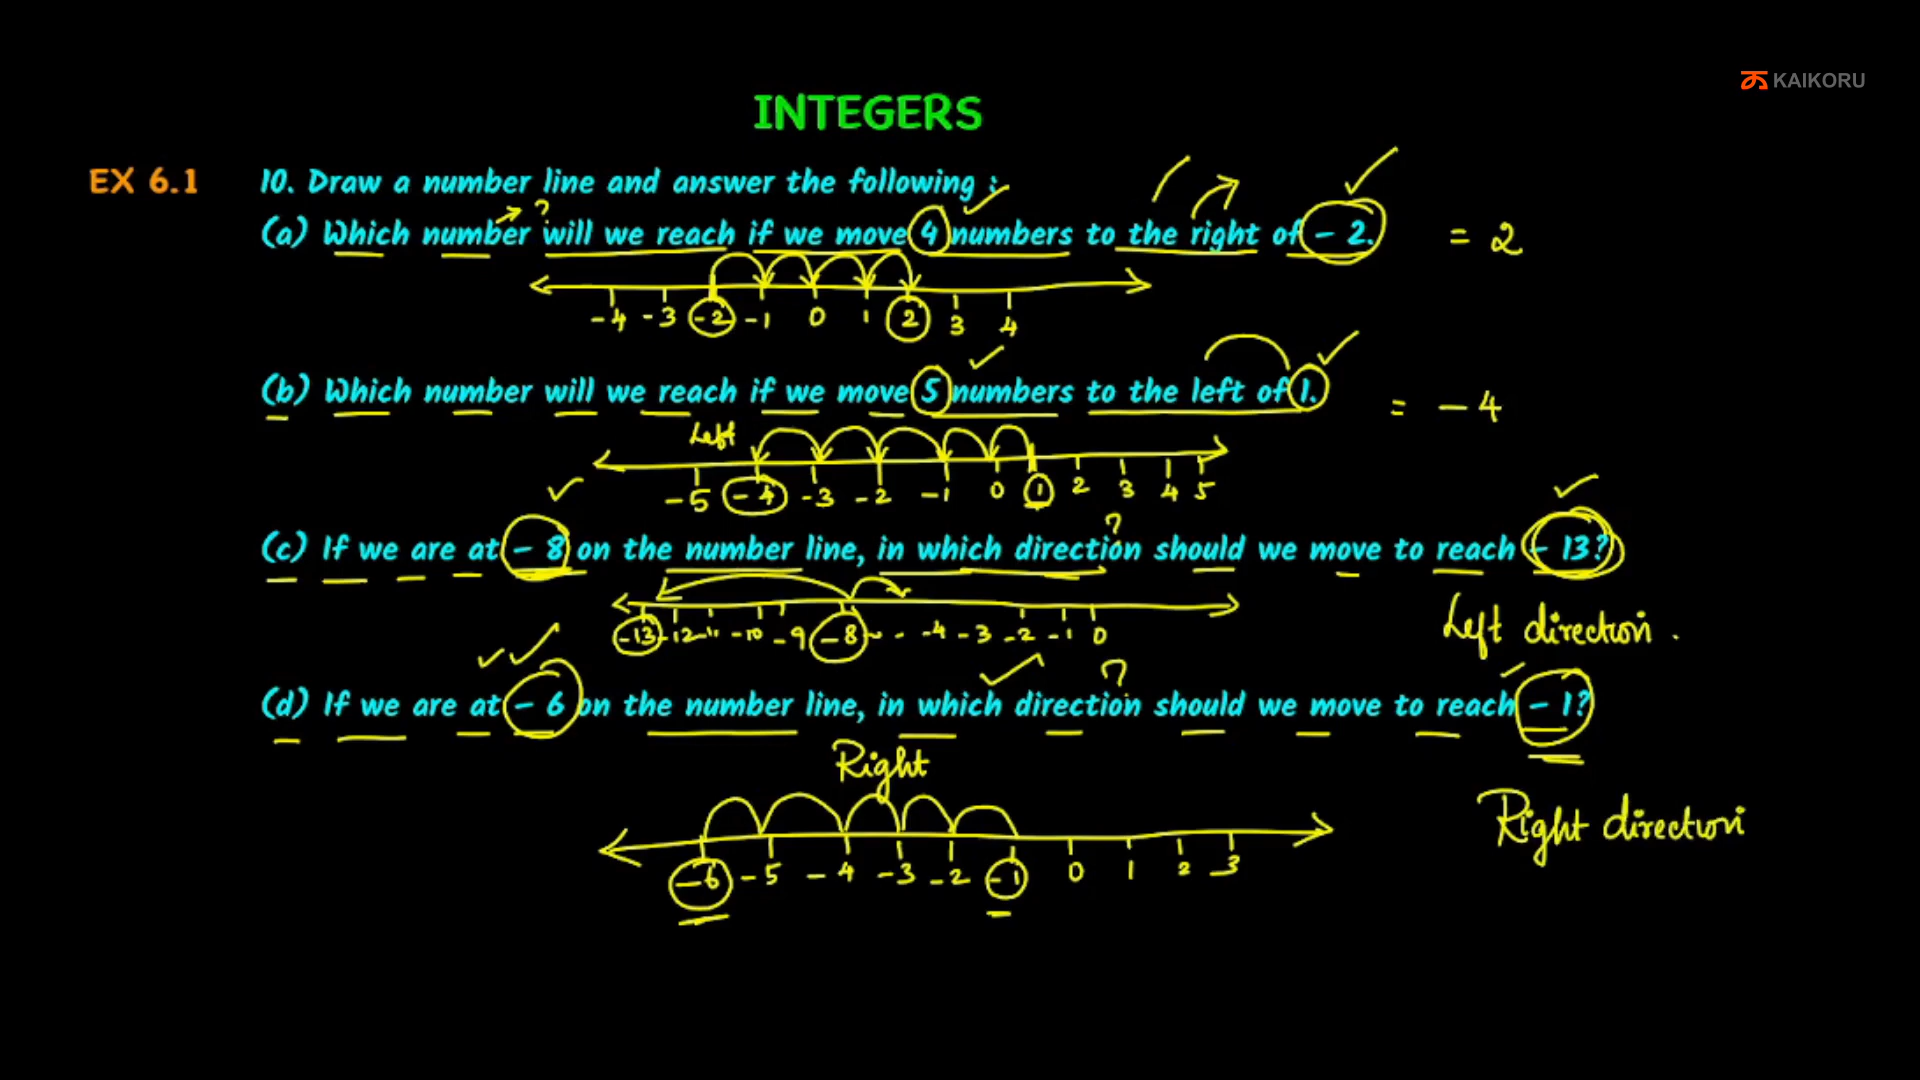 KAIKORU
INTEGERS
EX 6.1 10. Draw a number line and answer the following :
?
(a) Which number will we reach if we move 4 numbers to the right of - 2. = 2
-4 -3 -2 -1 0 1 2 3 4
(b) Which number will we reach if we move 5 numbers to the left of 1. = -4
Left
-5 -4 -3 -2 -1 0 1 2 3 4 5
?
(c) If we are at - 8 on the number line, in which direction should we move to reach - 13?
-13 -12 -11 -10 -9 -8 - - -4 -3 -2 -1 0
Left direction.
?
(d) If we are at - 6 on the number line, in which direction should we move to reach - 1?
Right
Right direction
-6 -5 -4 -3 -2 -1 0 1 2 3